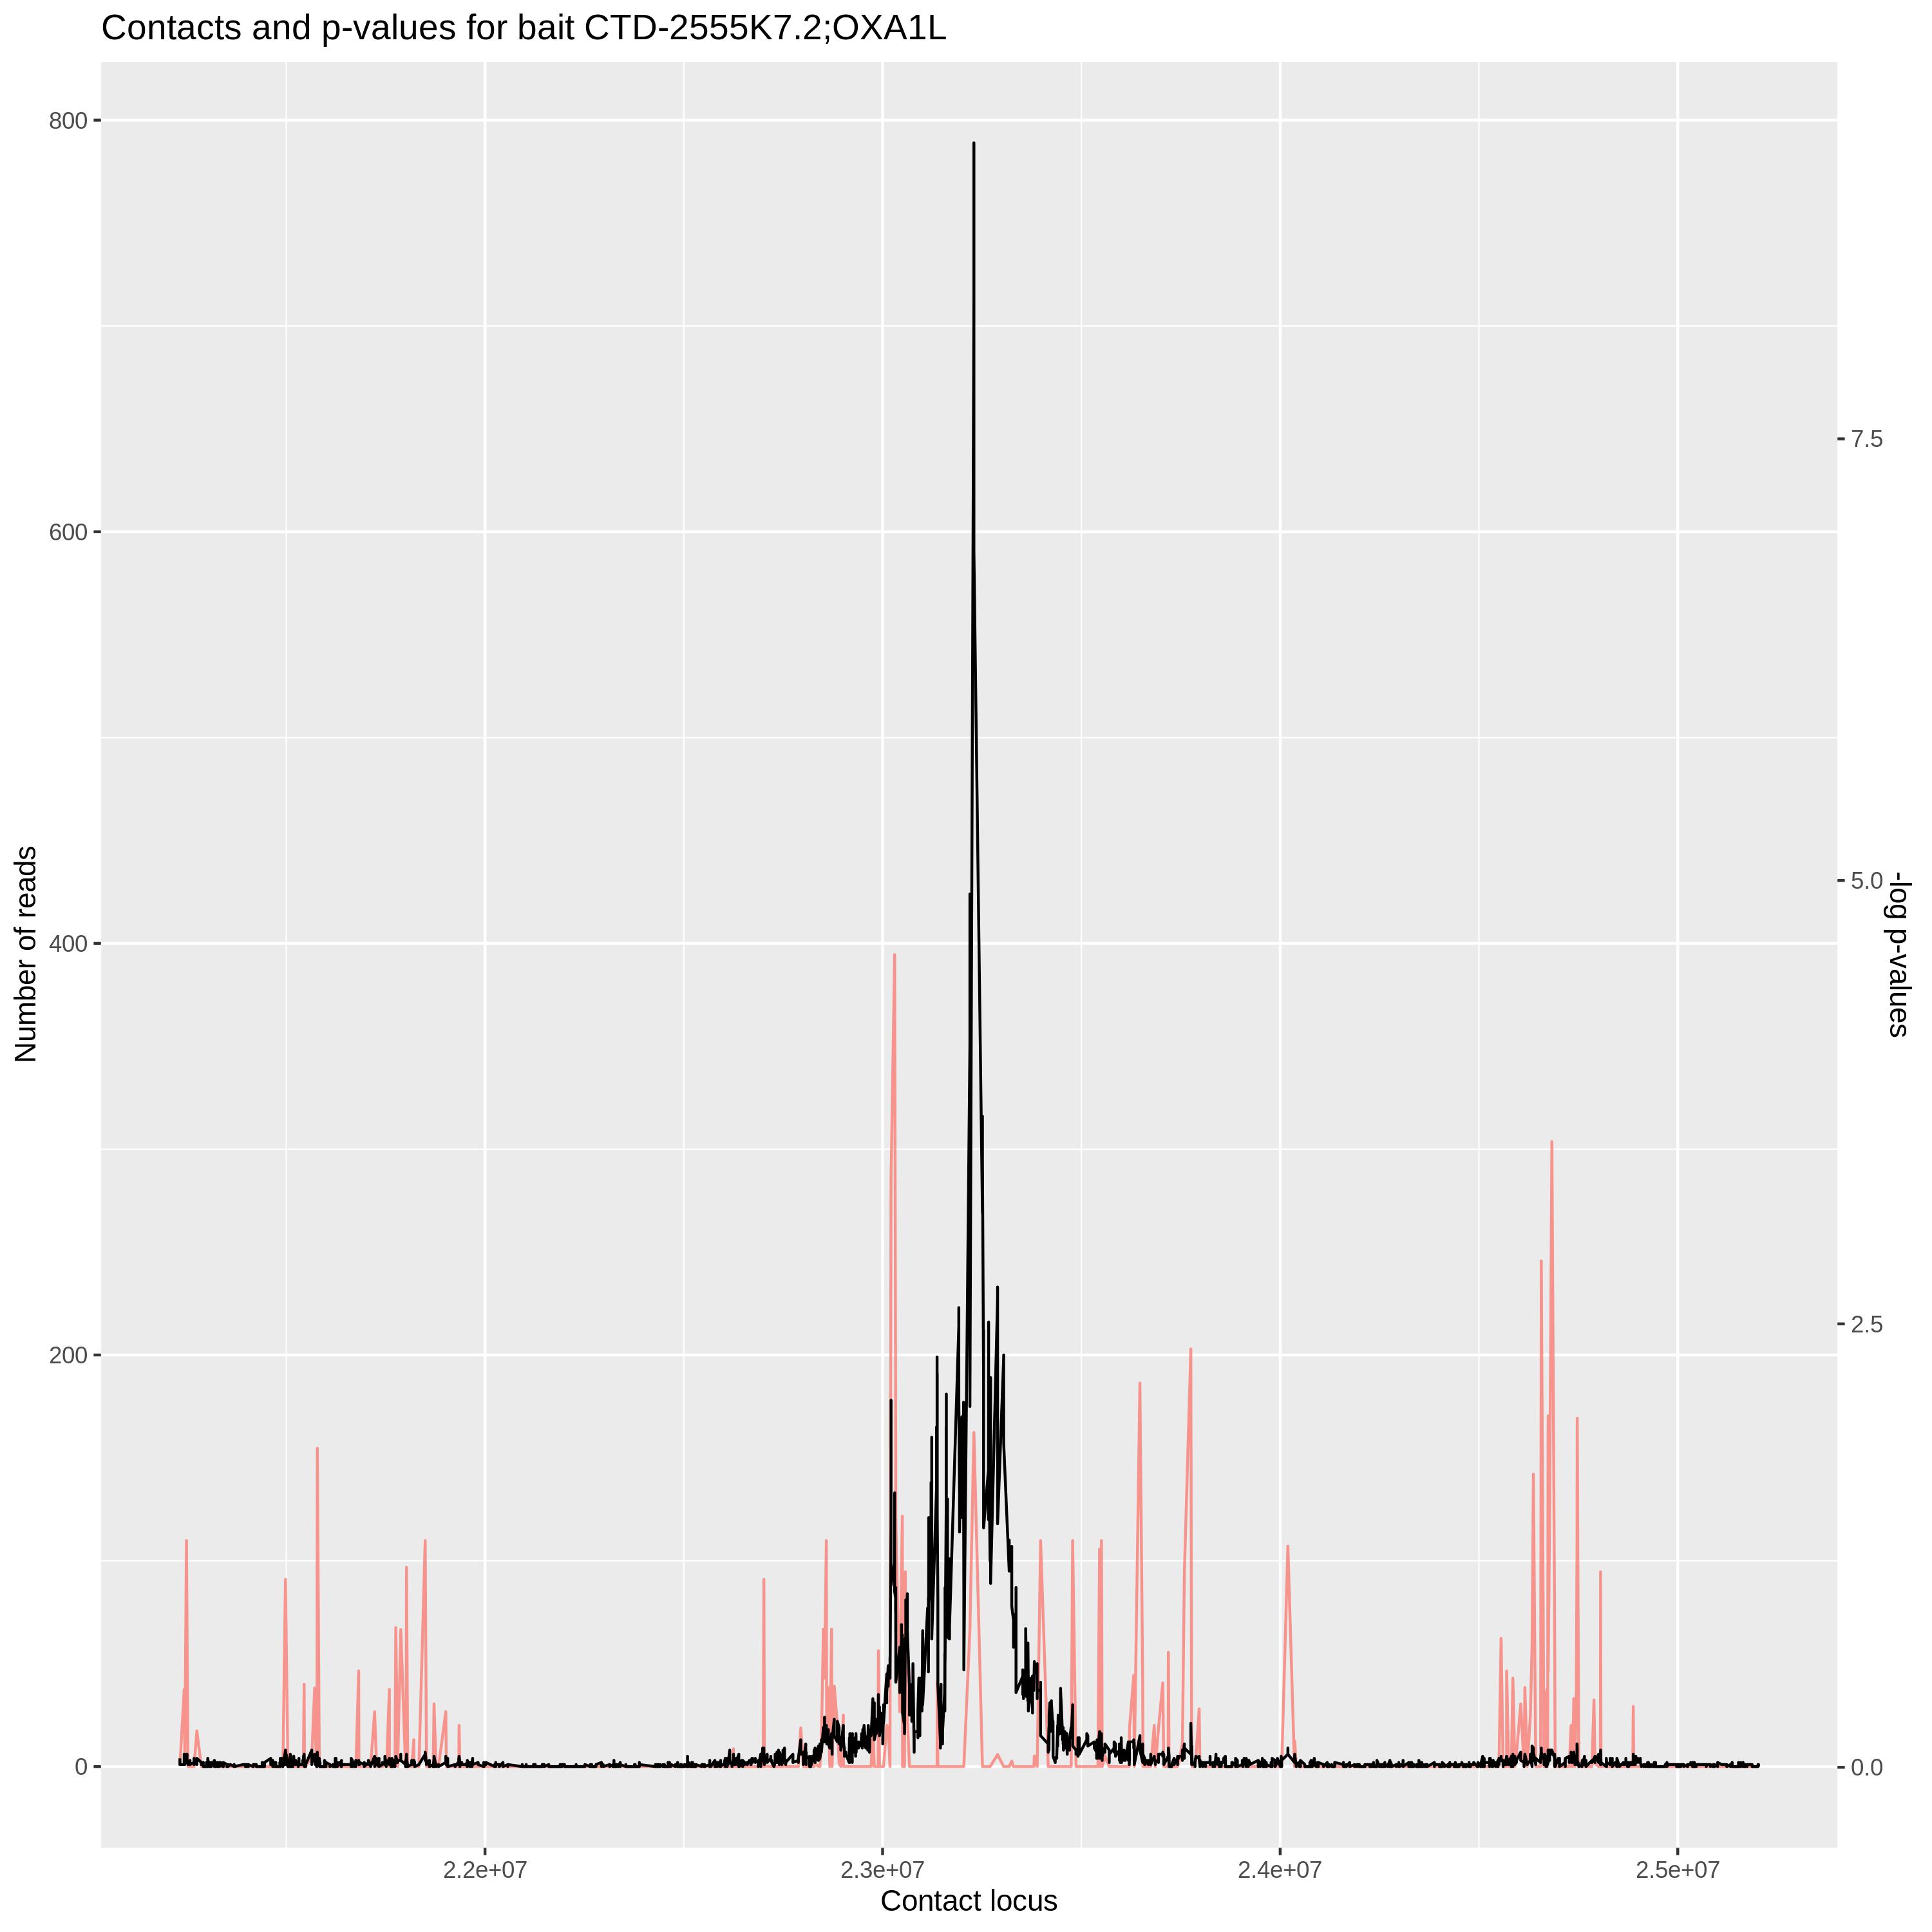 Contacts and p-values for bait CTD-2555K7.2;OXA1L
800
600
400
200
0
Number of reads
7.5
5.0
2.5
0.0
-log p-values
2.2e+07
2.3e+07
2.4e+07
2.5e+07
Contact locus